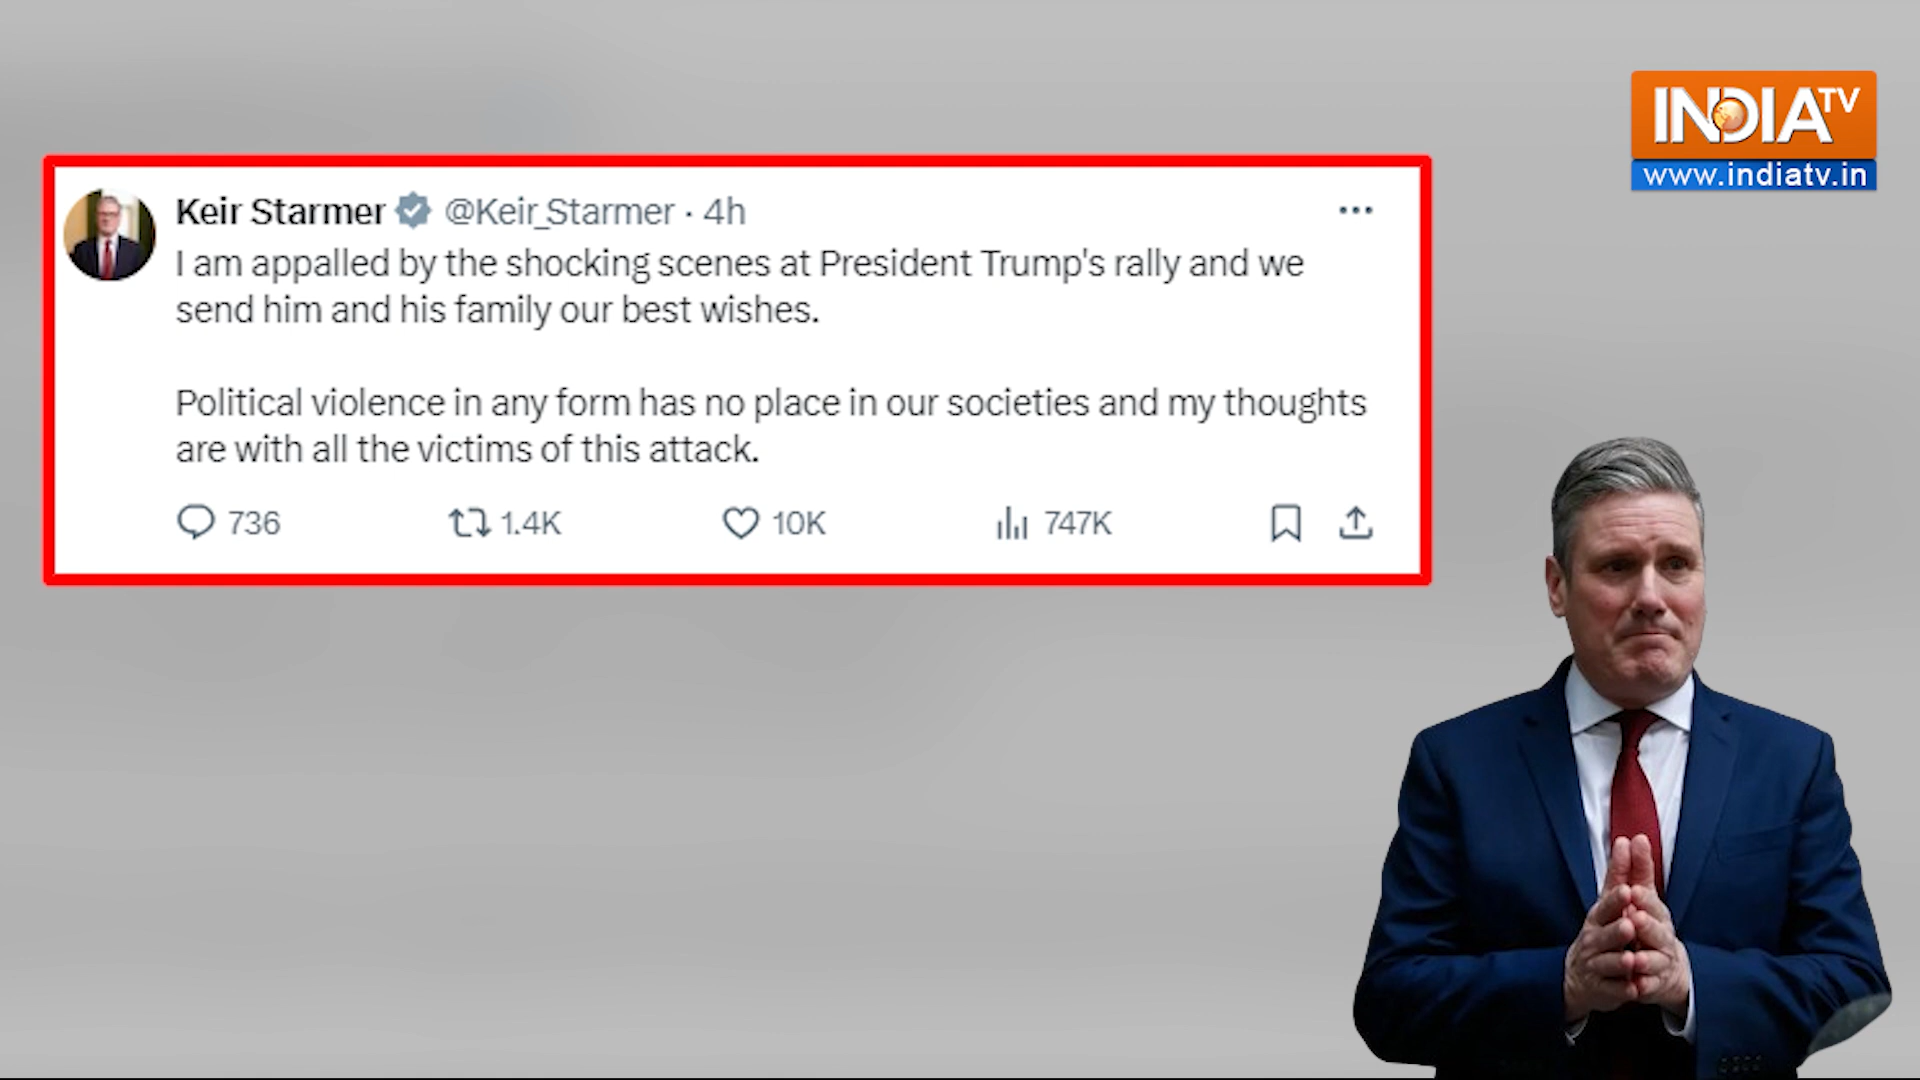 INDIA TV
www.indiatv.in
Keir Starmer @Keir_Starmer · 4h
I am appalled by the shocking scenes at President Trump's rally and we
send him and his family our best wishes.
Political violence in any form has no place in our societies and my thoughts
are with all the victims of this attack.
736 1.4K 10K 747K